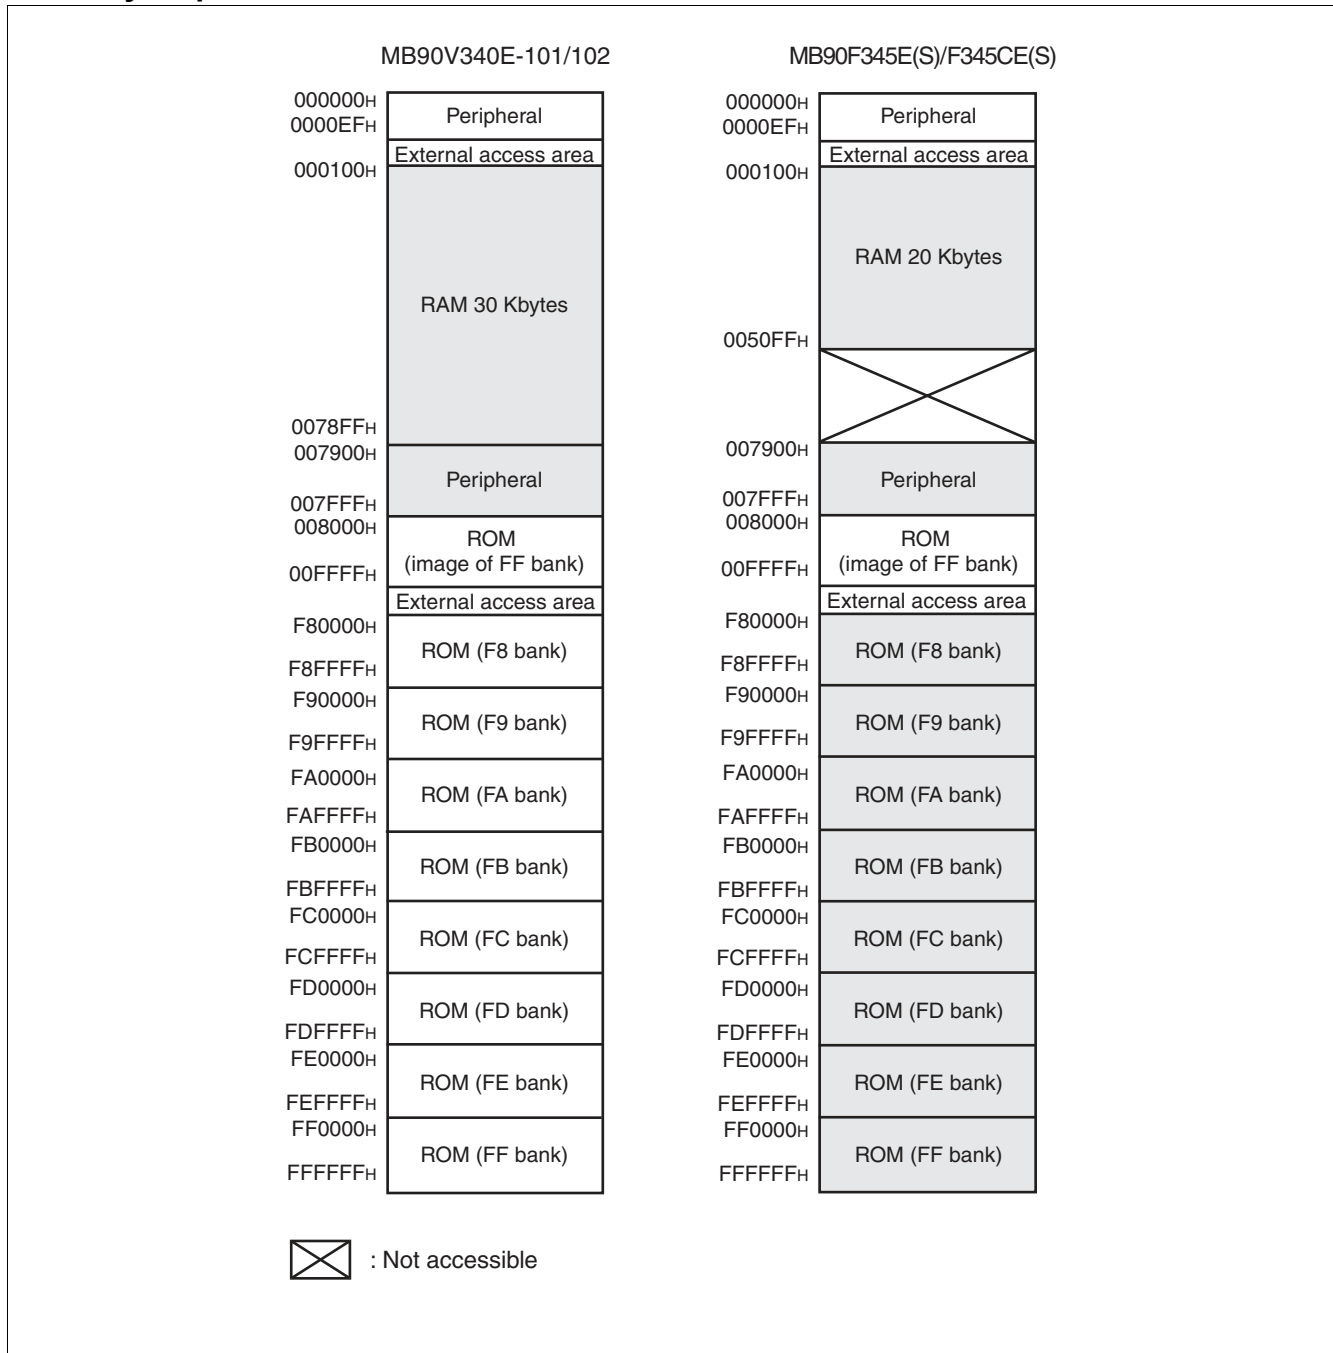 MB90V340E-101/102
000000H
0000EFH
Peripheral
External access area
000100H
RAM 30 Kbytes
0078FFH
007900H
Peripheral
007FFFH
008000H
ROM
(image of FF bank)
00FFFFH
External access area
F80000H
ROM (F8 bank)
F8FFFFH
F90000H
ROM (F9 bank)
F9FFFFH
FA0000H
ROM (FA bank)
FAFFFFH
FB0000H
ROM (FB bank)
FBFFFFH
FC0000H
ROM (FC bank)
FCFFFFH
FD0000H
ROM (FD bank)
FDFFFFH
FE0000H
ROM (FE bank)
FEFFFFH
FF0000H
ROM (FF bank)
FFFFFFH
MB90F345E(S)/F345CE(S)
000000H
0000EFH
Peripheral
External access area
000100H
RAM 20 Kbytes
0050FFH
007900H
Peripheral
007FFFH
008000H
ROM
(image of FF bank)
00FFFFH
External access area
F80000H
ROM (F8 bank)
F8FFFFH
F90000H
ROM (F9 bank)
F9FFFFH
FA0000H
ROM (FA bank)
FAFFFFH
FB0000H
ROM (FB bank)
FBFFFFH
FC0000H
ROM (FC bank)
FCFFFFH
FD0000H
ROM (FD bank)
FDFFFFH
FE0000H
ROM (FE bank)
FEFFFFH
FF0000H
ROM (FF bank)
FFFFFFH
: Not accessible